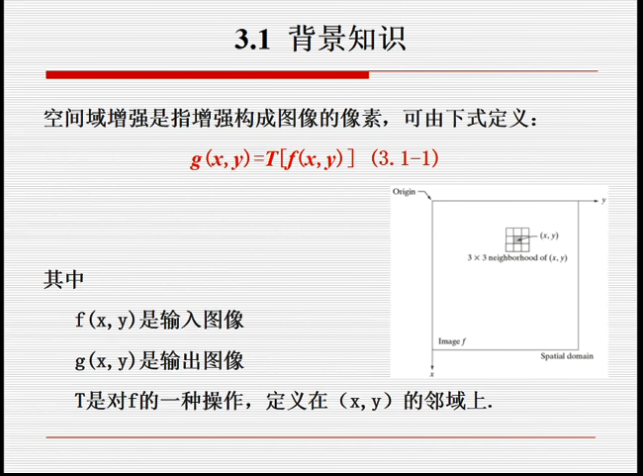 3.1 背景知识
空间域增强是指增强构成图像的像素，可由下式定义：
g(x,y)=T[f(x,y)] (3.1-1)
Origin
y
(x, y)
3 × 3 neighborhood of (x, y)
Image f
Spatial domain
x
其中
f(x,y)是输入图像
g(x,y)是输出图像
T是对f的一种操作，定义在（x,y）的邻域上.